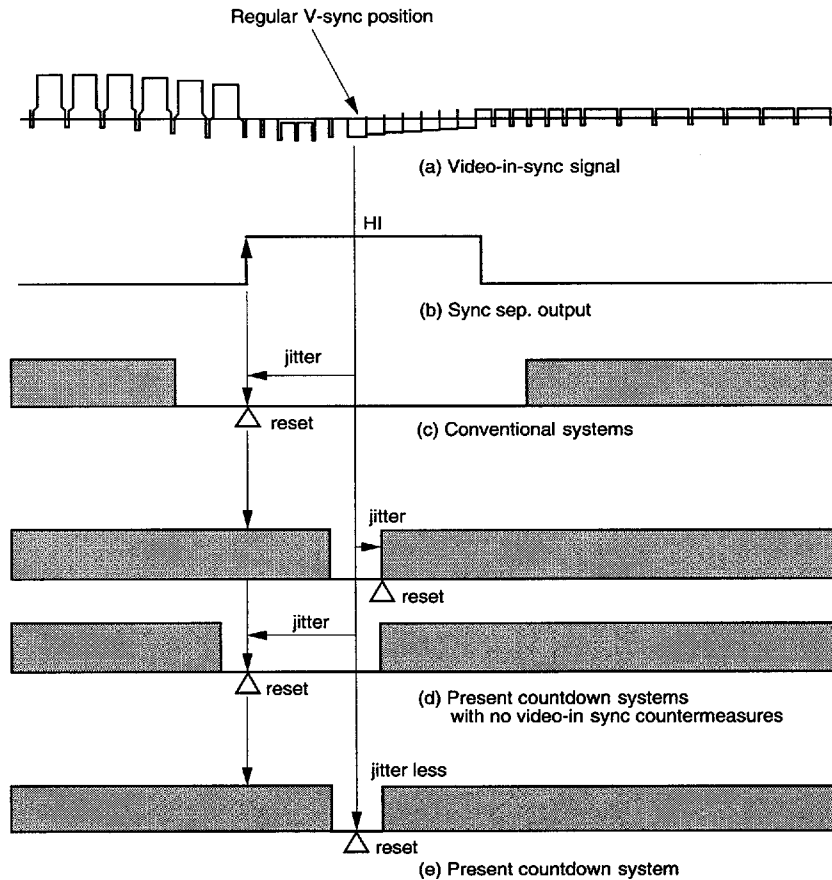 Regular V-sync position
(a) Video-in-sync signal
HI
(b) Sync sep. output
jitter
reset
(c) Conventional systems
jitter
reset
jitter
reset
(d) Present countdown systems
with no video-in sync countermeasures
jitter less
reset
(e) Present countdown system